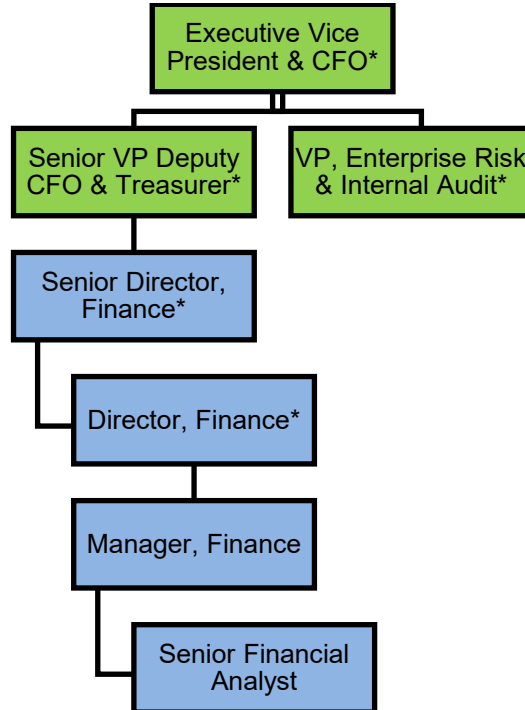 Executive Vice
President & CFO*
Senior VP Deputy
CFO & Treasurer*
VP, Enterprise Risk
& Internal Audit*
Senior Director,
Finance*
Director, Finance*
Manager, Finance
Senior Financial
Analyst